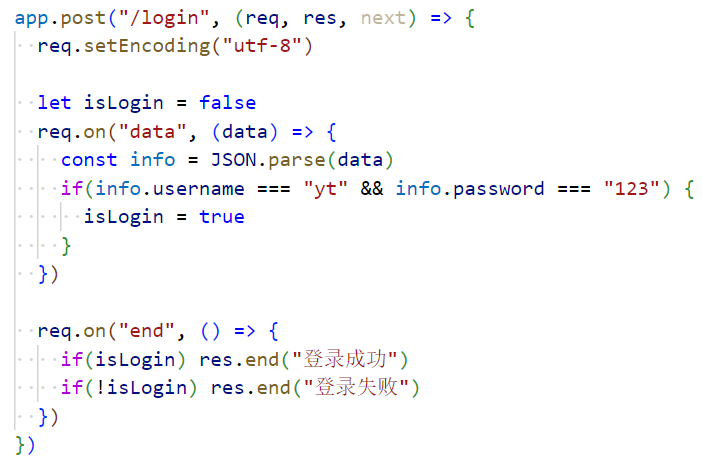 app.post("/login", (req, res, next) => {
  req.setEncoding("utf-8")

  let isLogin = false
  req.on("data", (data) => {
    const info = JSON.parse(data)
    if(info.username === "yt" && info.password === "123") {
      isLogin = true
    }
  })

  req.on("end", () => {
    if(isLogin) res.end("登录成功")
    if(!isLogin) res.end("登录失败")
  })
})